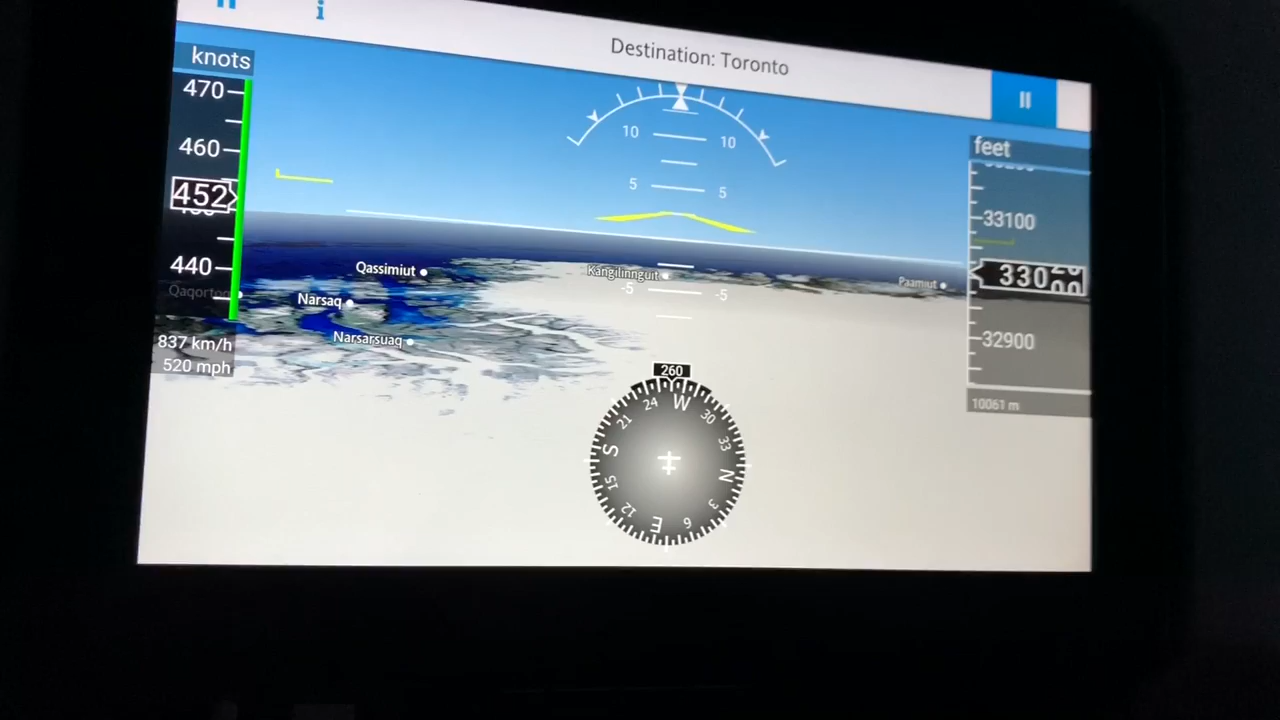 Destination: Toronto
knots
470
460
452
440
837 km/h
520 mph
10 10
5 5
-5 -5
feet
33100
330
32900
10061 m
Qassimiut
Kangilinnguit
Paamiut
Narsaq
Narsarsuaq
260
W
30
33
N
3
6
E
12
15
S
21
24